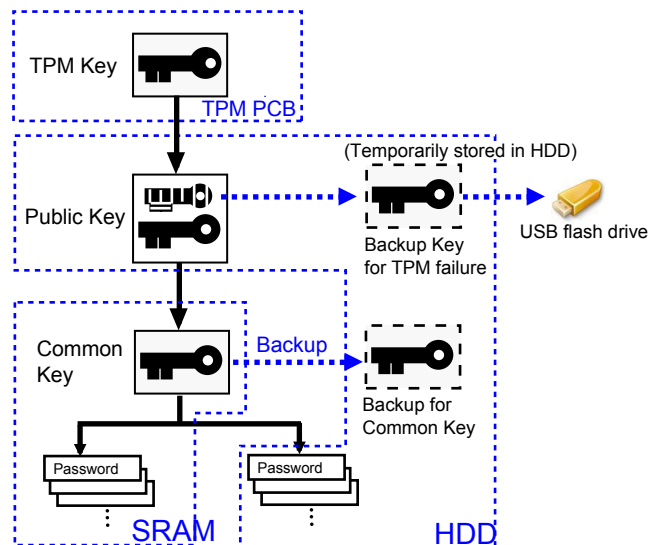 TPM Key
TPM PCB
(Temporarily stored in HDD)
Public Key
Backup Key
for TPM failure
USB flash drive
Common
Key
Backup
Backup for
Common Key
Password
Password
SRAM
HDD